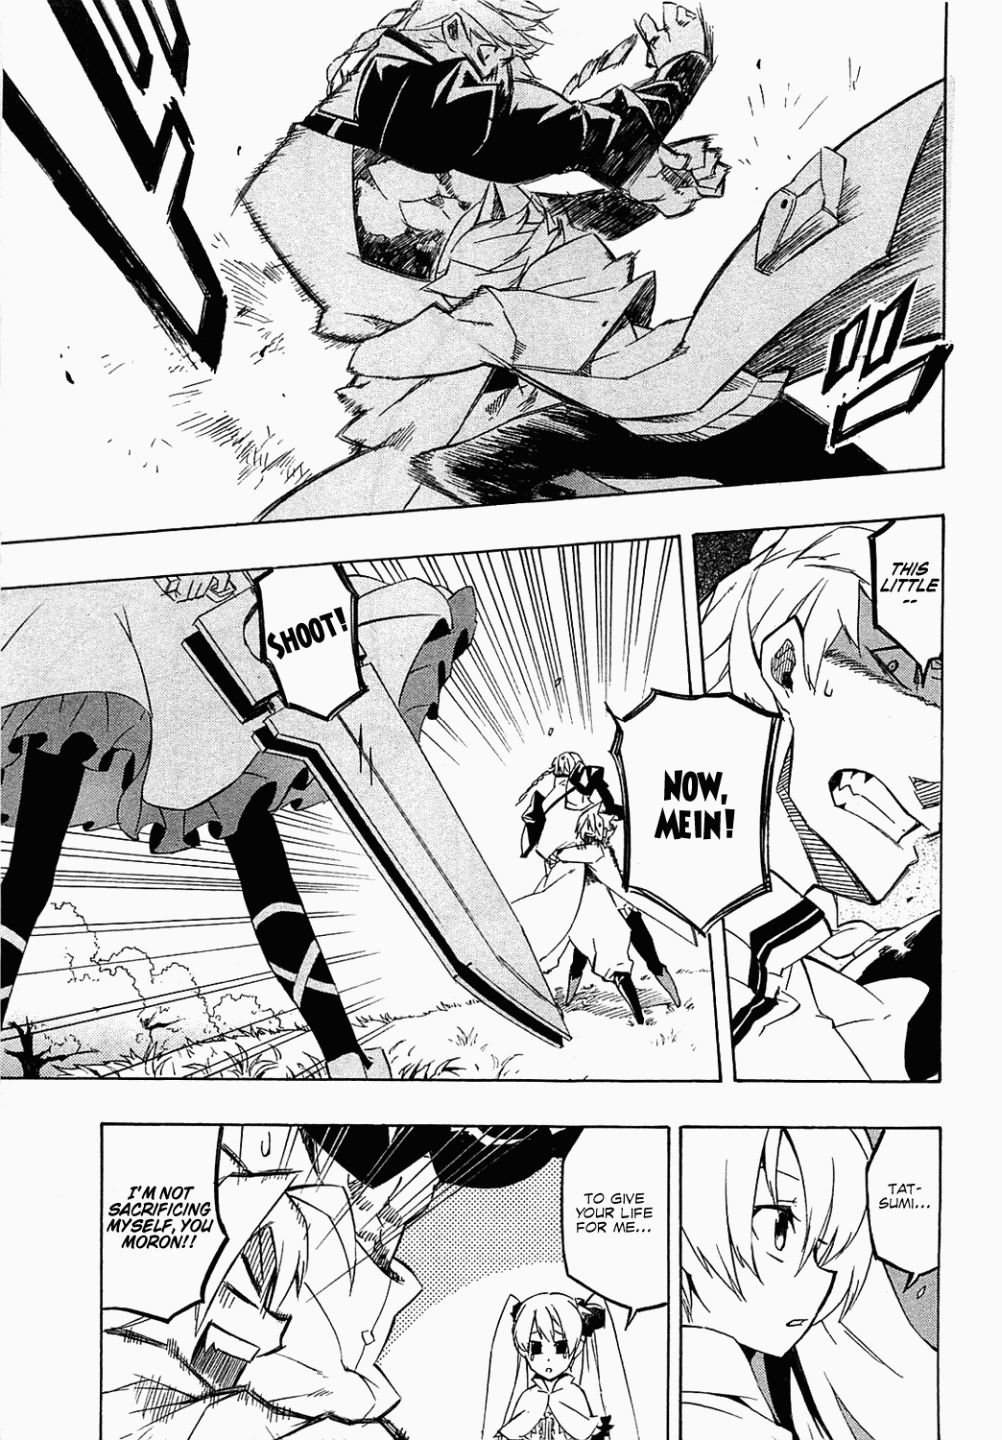 THIS
LITTLE
--
NOW,
MEIN!
SHOOT!
TAT-
SUMI...
TO GIVE
YOUR LIFE
FOR ME...
I'M NOT
SACRIFICING
MYSELF, YOU
MORON!!